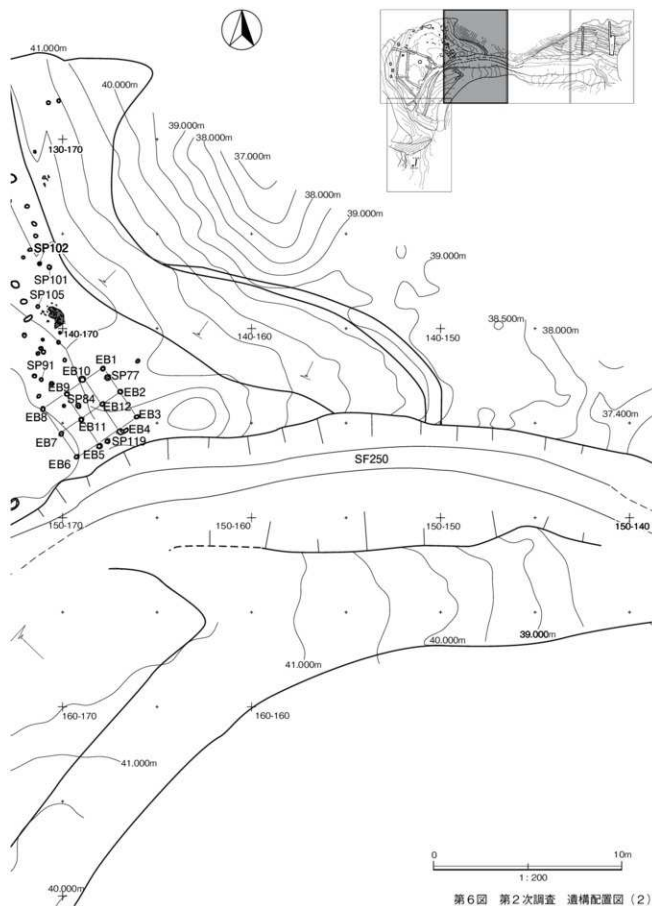 41.000m
40.000m
39.000m
38.000m
37.000m
38.000m
39.000m
130-170
SP102
SP101
SP105
39.000m
38.500m
38.000m
37.400m
140-170
140-160
140-150
SP91
EB10
EB1
SP77
EB9
SP84
EB2
EB8
EB12
EB3
EB11
EB7
EB4
SP119
EB6
EB5
SF250
150-170
150-160
150-150
150-140
41.000m
40.000m
39.000m
160-170
160-160
41.000m
40.000m
0 10m
1:200
第6図 第2次調査 遺構配置図(2)